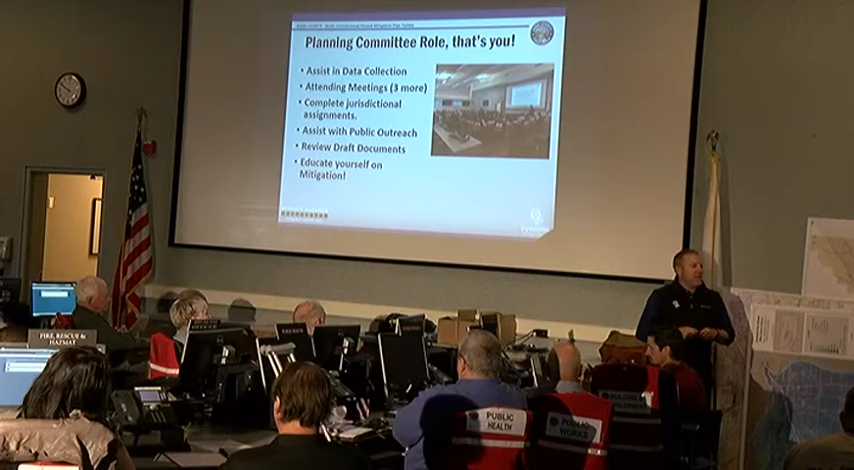 Planning Committee Role, that's you!
• Assist in Data Collection
• Attending Meetings (3 more)
• Complete jurisdictional
assignments.
• Assist with Public Outreach
• Review Draft Documents
• Educate yourself on
Mitigation!
FIRE, RESCUE &
HAZMAT
PUBLIC
HEALTH
PUBLIC
WORKS
BUILDING &